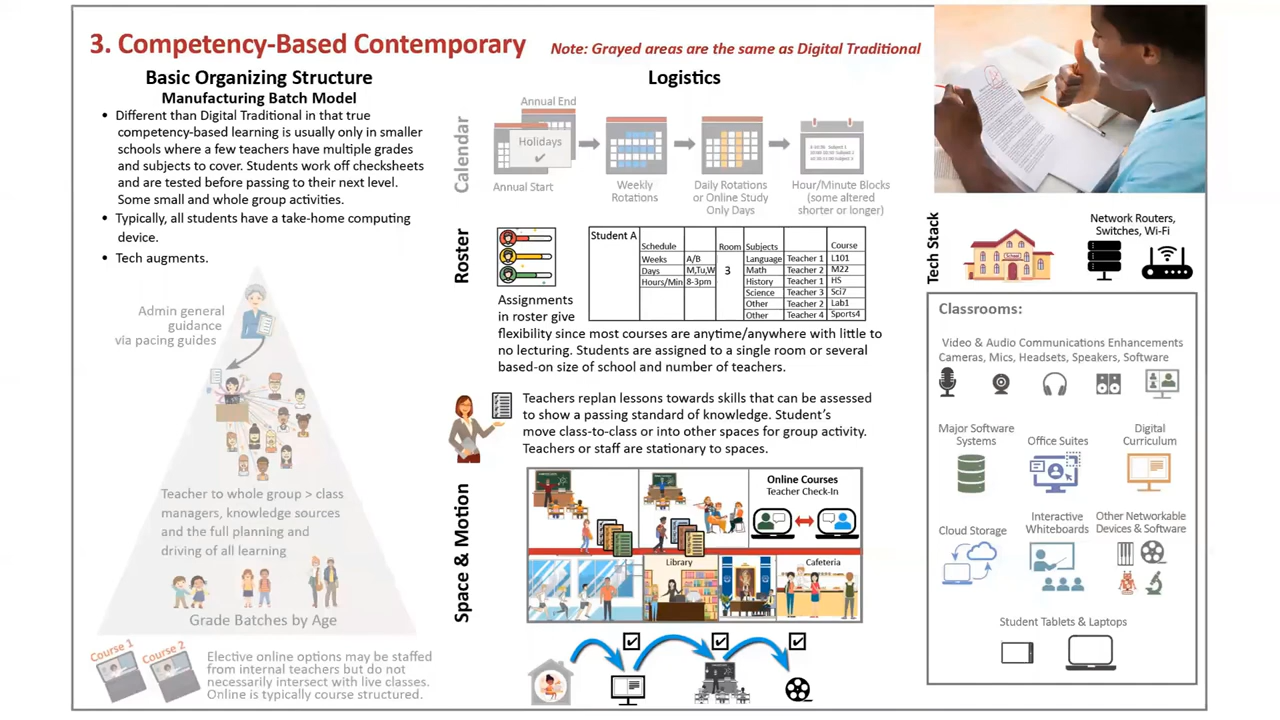 3. Competency-Based Contemporary
Note: Grayed areas are the same as Digital Traditional
Basic Organizing Structure
Manufacturing Batch Model
• Different than Digital Traditional in that true
competency-based learning is usually only in smaller
schools where a few teachers have multiple grades
and subjects to cover. Students work off checksheets
and are tested before passing to their next level.
Some small and whole group activities.
• Typically, all students have a take-home computing
device.
• Tech augments.
Admin general
guidance
via pacing guides
Teacher to whole group > class
managers, knowledge sources
and the full planning and
driving of all learning
Grade Batches by Age
Course 1
Course 2
Elective online options may be staffed
from internal teachers but do not
necessarily intersect with live classes.
Online is typically course structured.
Logistics
Calendar
Annual End
Holidays
Annual Start
Weekly
Rotations
Daily Rotations
or Online Study
Only Days
Hour/Minute Blocks
(some altered
shorter or longer)
Roster
Student A
Schedule Room Subjects Course
Weeks A/B 3 Language Teacher 1 L101
Days M,Tu,W Math Teacher 2 M22
Hours/Min 8-3pm History Teacher 1 HS
Science Teacher 3 Sci7
Other Teacher 2 Lab1
Other Teacher 4 Sports4
Assignments
in roster give
flexibility since most courses are anytime/anywhere with little to
no lecturing. Students are assigned to a single room or several
based-on size of school and number of teachers.
Space & Motion
Teachers replan lessons towards skills that can be assessed
to show a passing standard of knowledge. Student's
move class-to-class or into other spaces for group activity.
Teachers or staff are stationary to spaces.
Online Courses
Teacher Check-In
Library
Cafeteria
Tech Stack
School
Network Routers,
Switches, Wi-Fi
Classrooms:
Video & Audio Communications Enhancements
Cameras, Mics, Headsets, Speakers, Software
Major Software
Systems
Office Suites
Digital
Curriculum
Cloud Storage
Interactive
Whiteboards
Other Networkable
Devices & Software
Student Tablets & Laptops